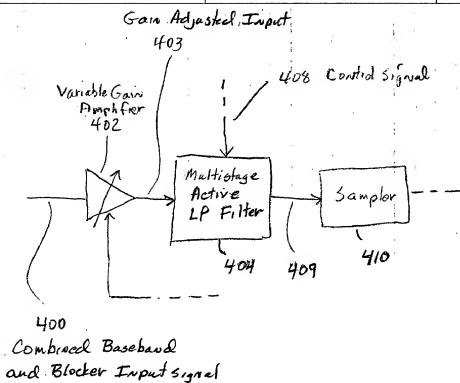 Gain Adjusted Input
403
408 Control Signal
Variable Gain
Amplifier
402
Multistage
Active
LP Filter
Sampler
404
409
410
400
Combined Baseband
and Blocker Input Signal